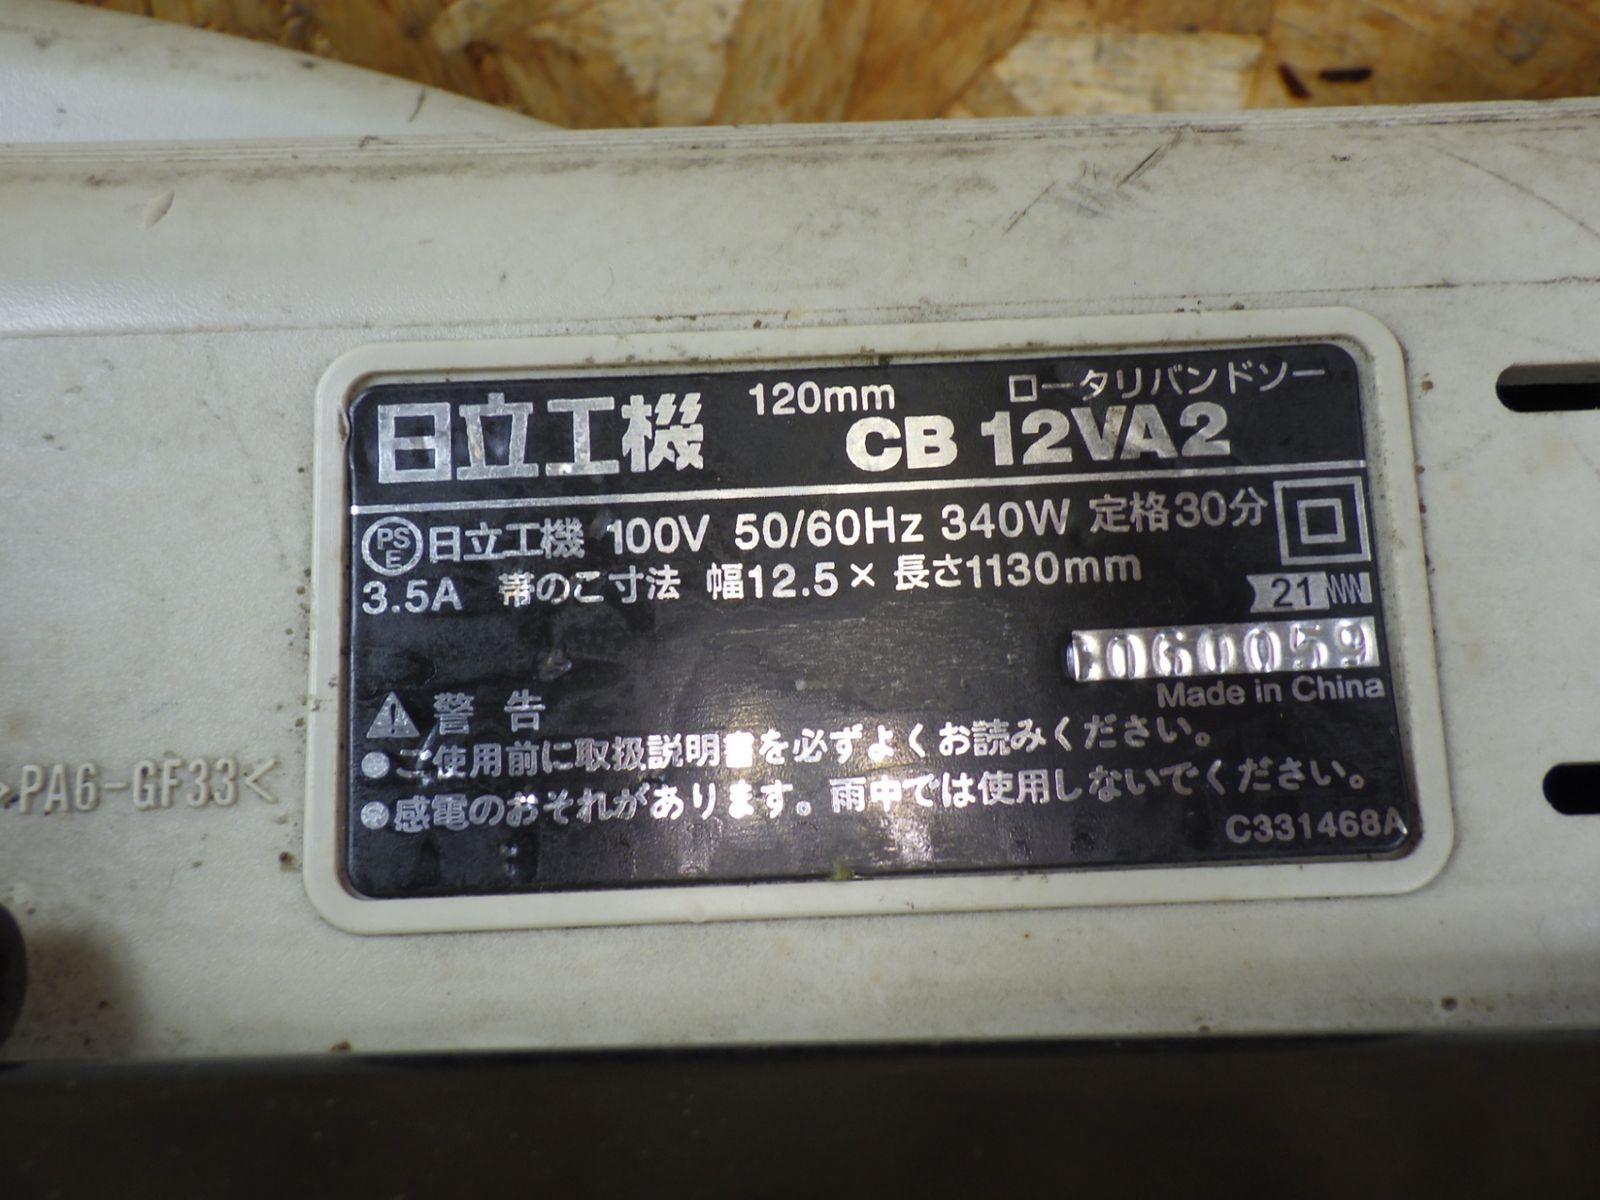 120mm ロータリバンドソー
日立工機 CB 12VA2
PSE 日立工機 100V 50/60Hz 340W 定格30分
3.5A 帯のこ寸法 幅12.5×長さ1130mm
21
C060059
Made in China
警告
●ご使用前に取扱説明書を必ずよくお読みください。
●感電のおそれがあります。雨中では使用しないでください。
C331468A
>PA6-GF33<